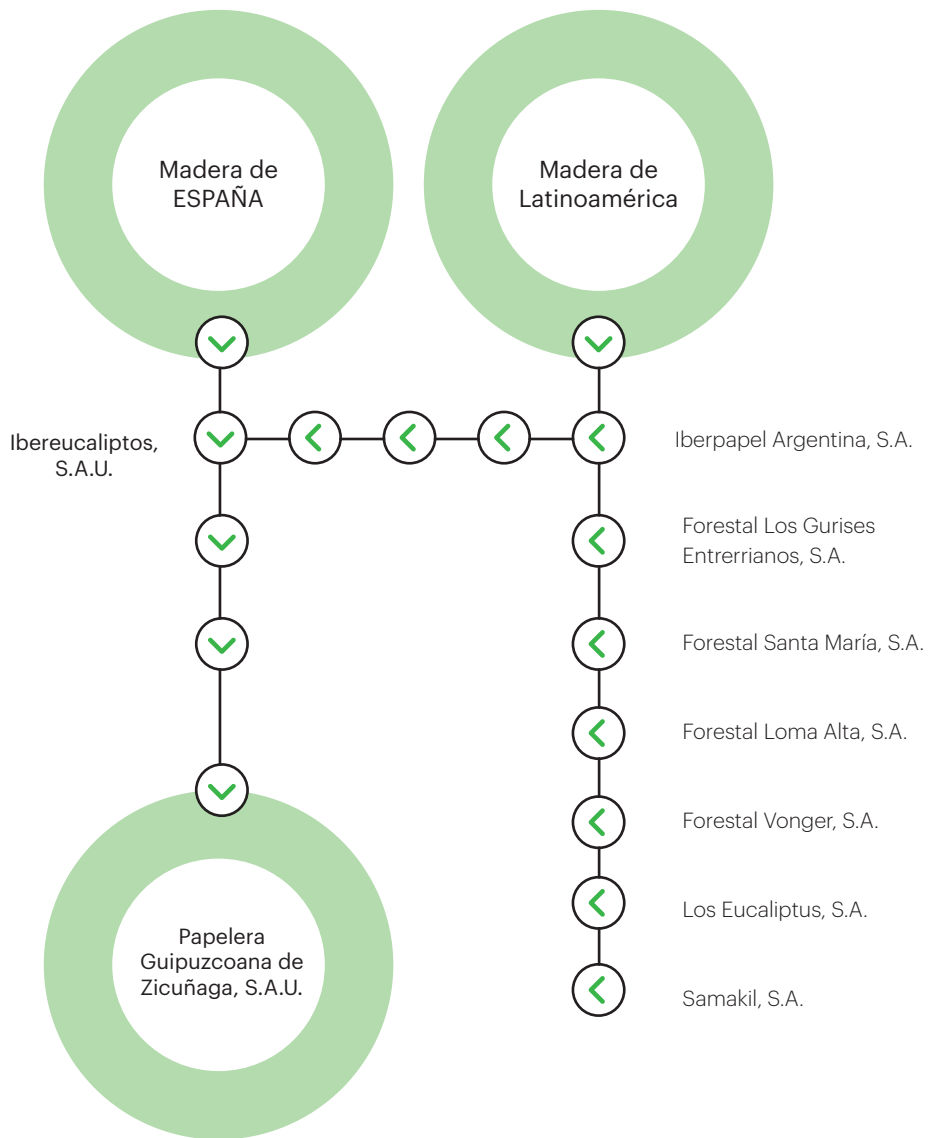 Madera de
ESPAÑA
Madera de
Latinoamérica
Ibereucaliptos,
S.A.U.
Iberpapel Argentina, S.A.
Forestal Los Gurises
Entrerrianos, S.A.
Forestal Santa María, S.A.
Forestal Loma Alta, S.A.
Forestal Vonger, S.A.
Los Eucaliptus, S.A.
Samakil, S.A.
Papelera
Guipuzcoana de
Zicuñaga, S.A.U.